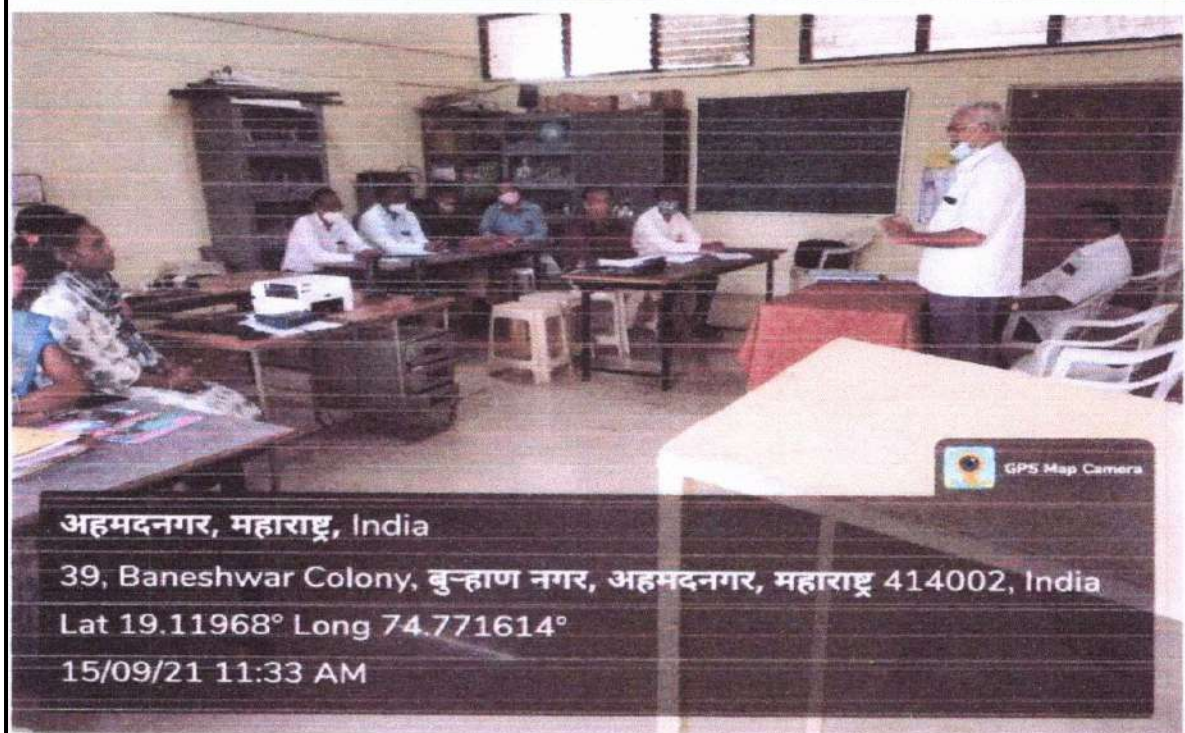 GPS Map Camera
अहमदनगर, महाराष्ट्र, India
39, Baneshwar Colony, बुऱ्हाण नगर, अहमदनगर, महाराष्ट्र 414002, India
Lat 19.11968° Long 74.771614°
15/09/21 11:33 AM